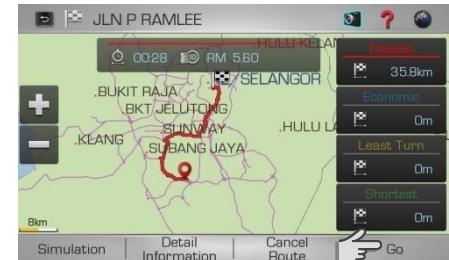 JLN P RAMLEE
?
00:28 RM 5.60
.HULU KELAN
SELANGOR
.BUKIT RAJA
BKT JELUTONG
.KLANG
.SUNWAY
.SUBANG JAYA
.HULU LA
+
−
8km
Fastest
35.8km
Economic
0m
Least Turn
0m
Shortest
0m
Simulation
Detail
Information
Cancel
Route
Go
3